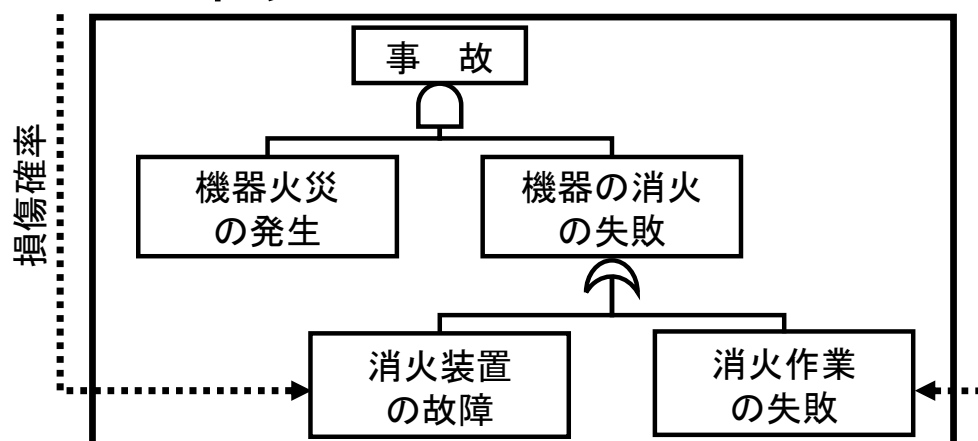 事　故
機器火災
の発生
機器の消火
の失敗
損傷確率
消火装置
の故障
消火作業
の失敗